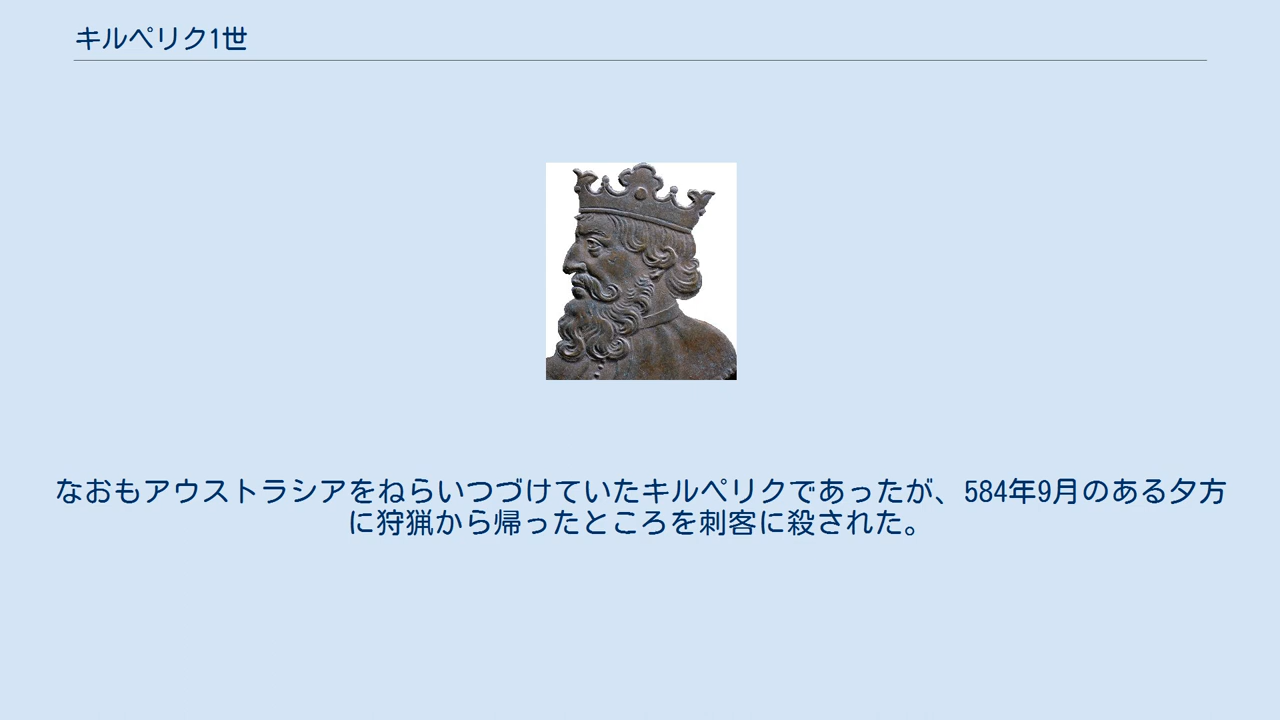 キルペリク1世
なおもアウストラシアをねらいつづけていたキルペリクであったが、584年9月のある夕方
に狩猟から帰ったところを刺客に殺された。